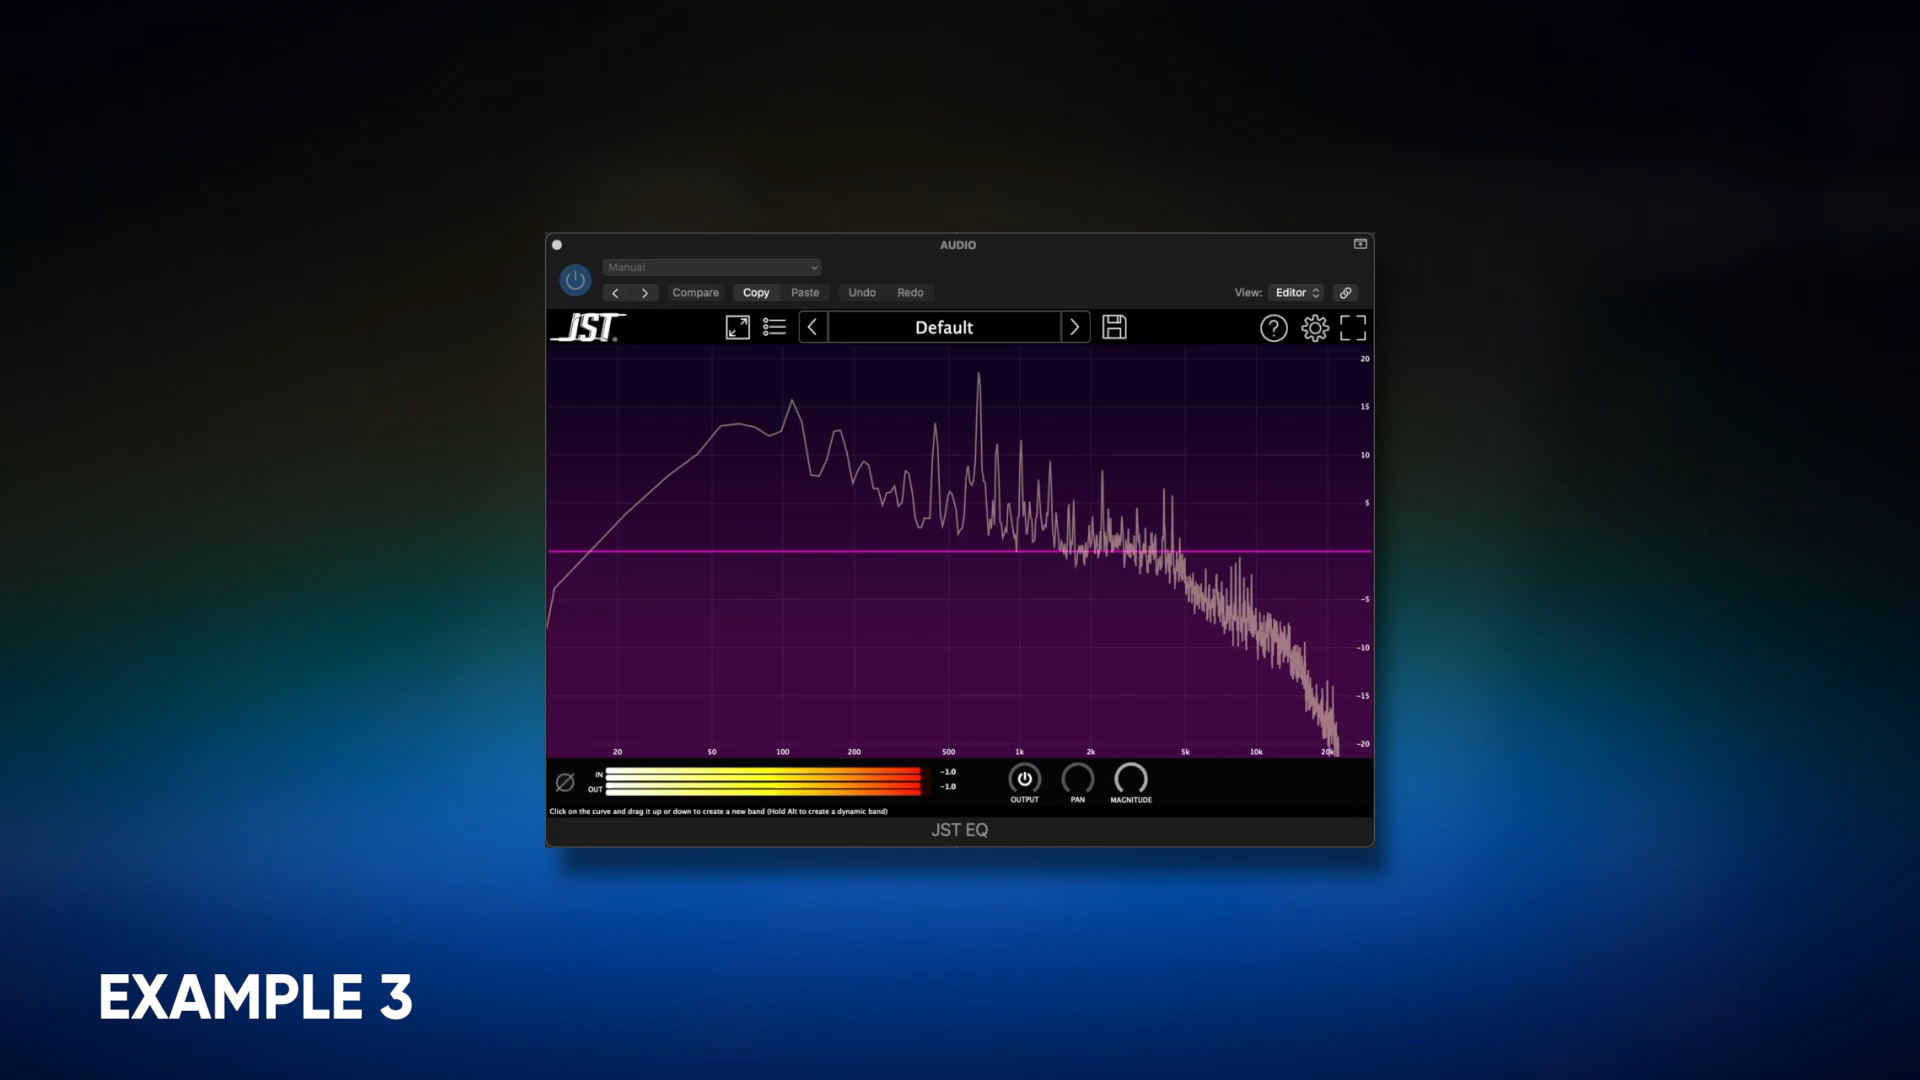 AUDIO
Manual
Compare Copy Paste Undo Redo View: Editor
JST Default
20
15
10
5
-5
-10
-15
-20
20 50 100 200 500 1k 2k 5k 10k 20k
IN -1.0
OUT -1.0
OUTPUT PAN MAGNITUDE
Click on the curve and drag it up or down to create a new band (Hold Alt to create a dynamic band)
JST EQ
EXAMPLE 3